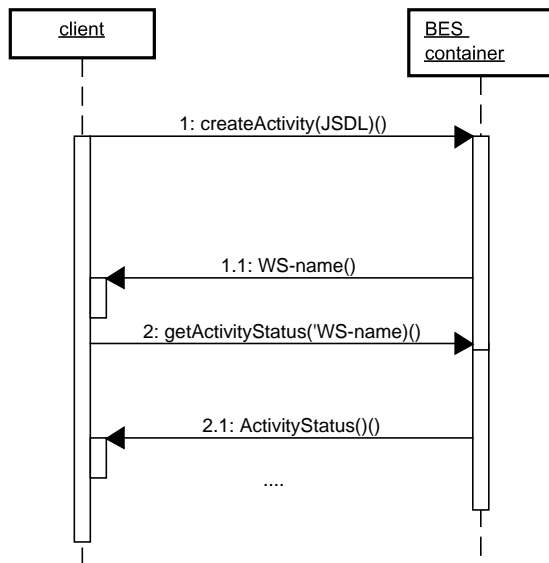 client
BES
container
1: createActivity(JSDL)()
1.1: WS-name()
2: getActivityStatus('WS-name)()
2.1: ActivityStatus()()
....